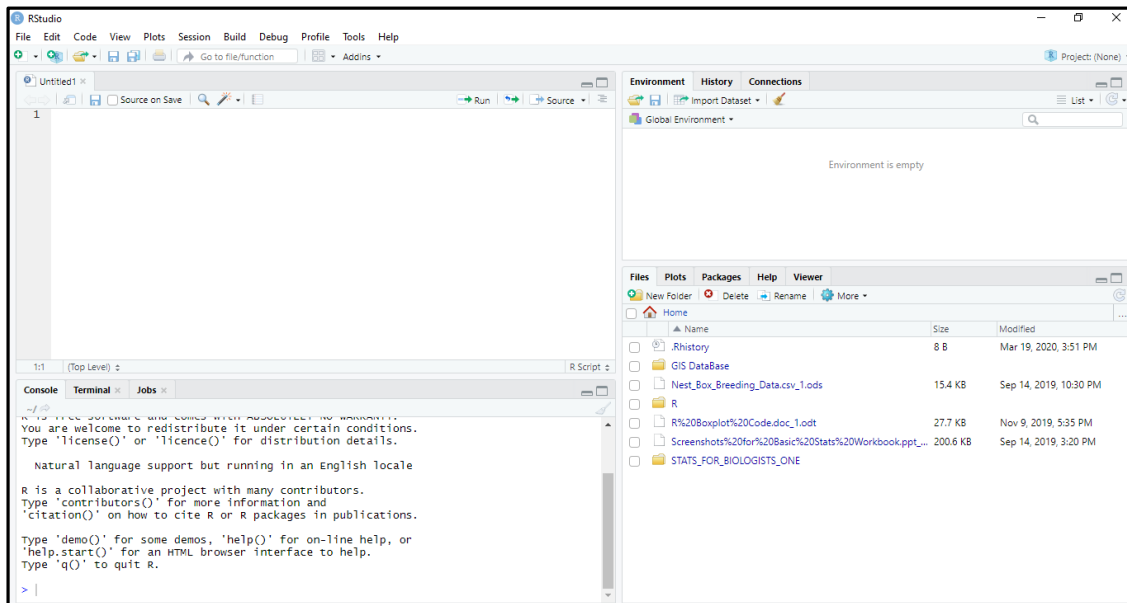 RStudio
File Edit Code View Plots Session Build Debug Profile Tools Help
Go to file/function Addins Project: (None)
Untitled1
Source on Save Run Source
1
1:1 (Top Level) R Script
Console Terminal Jobs
~/
R is free software and comes with ABSOLUTELY NO WARRANTY.
You are welcome to redistribute it under certain conditions.
Type 'license()' or 'licence()' for distribution details.
Natural language support but running in an English locale
R is a collaborative project with many contributors.
Type 'contributors()' for more information and
'citation()' on how to cite R or R packages in publications.
Type 'demo()' for some demos, 'help()' for on-line help, or
'help.start()' for an HTML browser interface to help.
Type 'q()' to quit R.
>
Environment History Connections
Import Dataset List
Global Environment
Environment is empty
Files Plots Packages Help Viewer
New Folder Delete Rename More
Home ...
Name Size Modified
.Rhistory 8 B Mar 19, 2020, 3:51 PM
GIS DataBase
Nest_Box_Breeding_Data.csv_1.ods 15.4 KB Sep 14, 2019, 10:30 PM
R
R%20Boxplot%20Code.doc_1.odt 27.7 KB Nov 9, 2019, 5:35 PM
Screenshots%20for%20Basic%20Stats%20Workbook.ppt_... 200.6 KB Sep 14, 2019, 3:20 PM
STATS_FOR_BIOLOGISTS_ONE